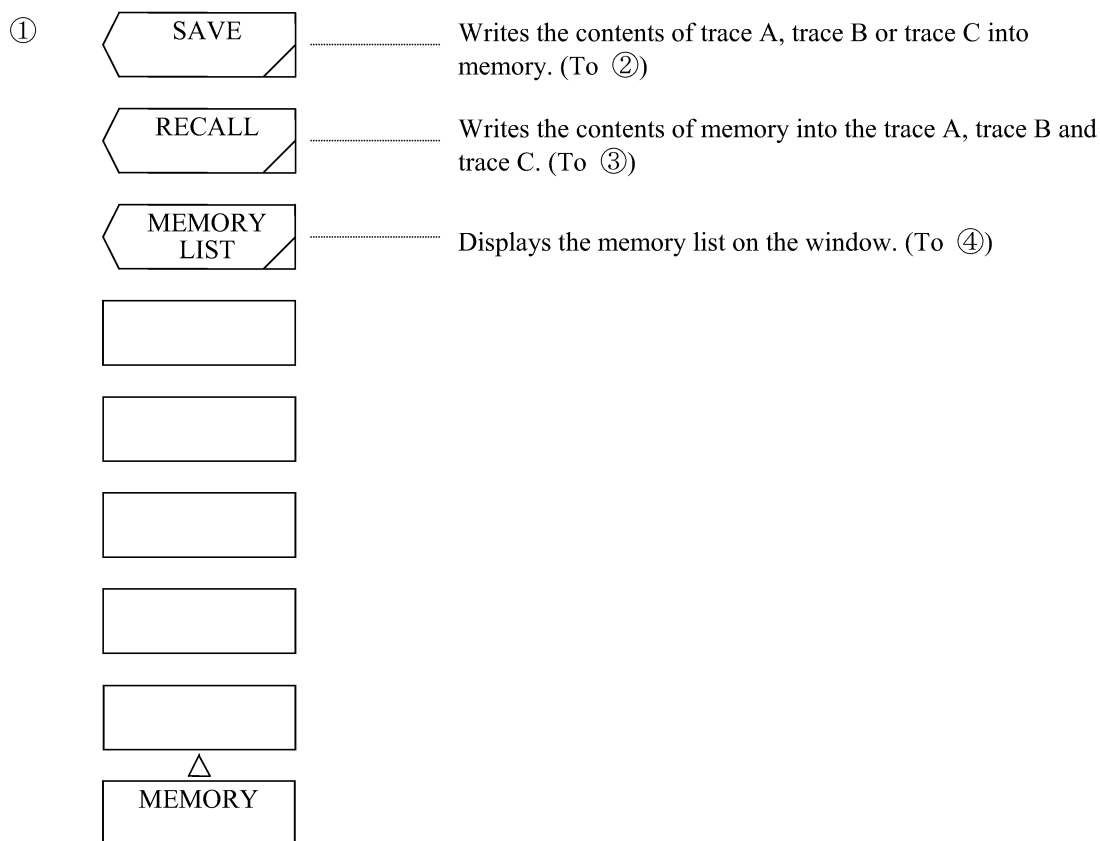 ①
SAVE
Writes the contents of trace A, trace B or trace C into
memory. (To ②)
RECALL
Writes the contents of memory into the trace A, trace B and
trace C. (To ③)
MEMORY
LIST
Displays the memory list on the window. (To ④)
MEMORY